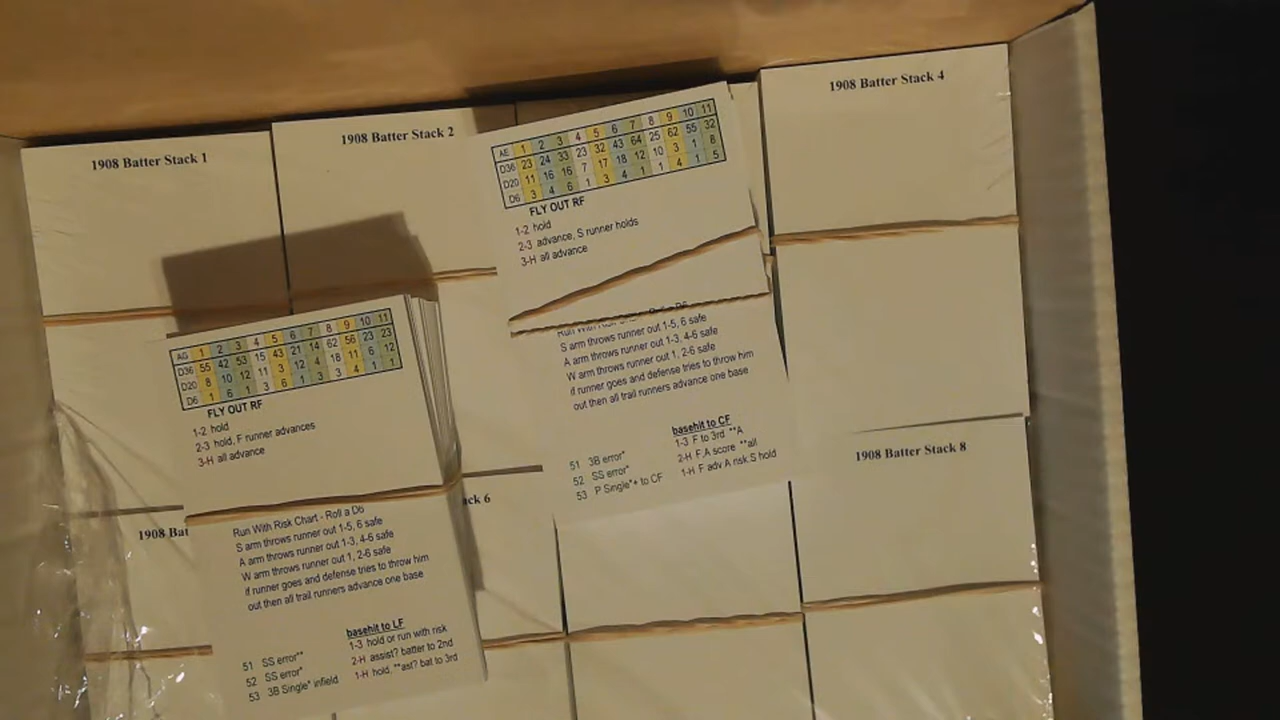 1908 Batter Stack 1
1908 Batter Stack 2
1908 Batter Stack 4
AE 1 2 3 4 5 6 7 8 9 10 11
D36 23 24 33 23 32 43 64 25 62 55 32
D20 11 16 16 7 17 18 12 10 3 1 8
D6 3 4 6 1 3 4 1 1 4 1 5
FLY OUT RF
1-2 hold
2-3 advance, S runner holds
3-H all advance
Run With Risk Chart - Roll a D6
S arm throws runner out 1-5, 6 safe
A arm throws runner out 1-3, 4-6 safe
W arm throws runner out 1, 2-6 safe
if runner goes and defense tries to throw him
out then all trail runners advance one base
basehit to CF
1-3 F to 3rd **A
51 3B error* 2-H F,A score **all
52 SS error* 1-H F adv A risk S hold
53 P Single*+ to CF
AG 1 2 3 4 5 6 7 8 9 10 11
D36 55 42 53 15 43 21 14 62 56 23 23
D20 8 10 12 11 3 12 4 18 11 6 12
D6 1 6 1 3 6 1 3 3 4 1 1
FLY OUT RF
1-2 hold
2-3 hold, F runner advances
3-H all advance
Run With Risk Chart - Roll a D6
S arm throws runner out 1-5, 6 safe
A arm throws runner out 1-3, 4-6 safe
W arm throws runner out 1, 2-6 safe
if runner goes and defense tries to throw him
out then all trail runners advance one base
basehit to LF
1-3 hold or run with risk
51 SS error** 2-H assist? batter to 2nd
52 SS error* 1-H hold, **ast? bat to 3rd
53 3B Single* infield
1908 Bat
ack 6
1908 Batter Stack 8